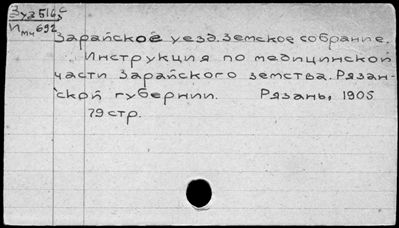 Зарайское уезд. земское собрание.
Инструкция по медицинской
части Зарайского земства. Рязан-
ской губернии. Рязань, 1905
79 стр.